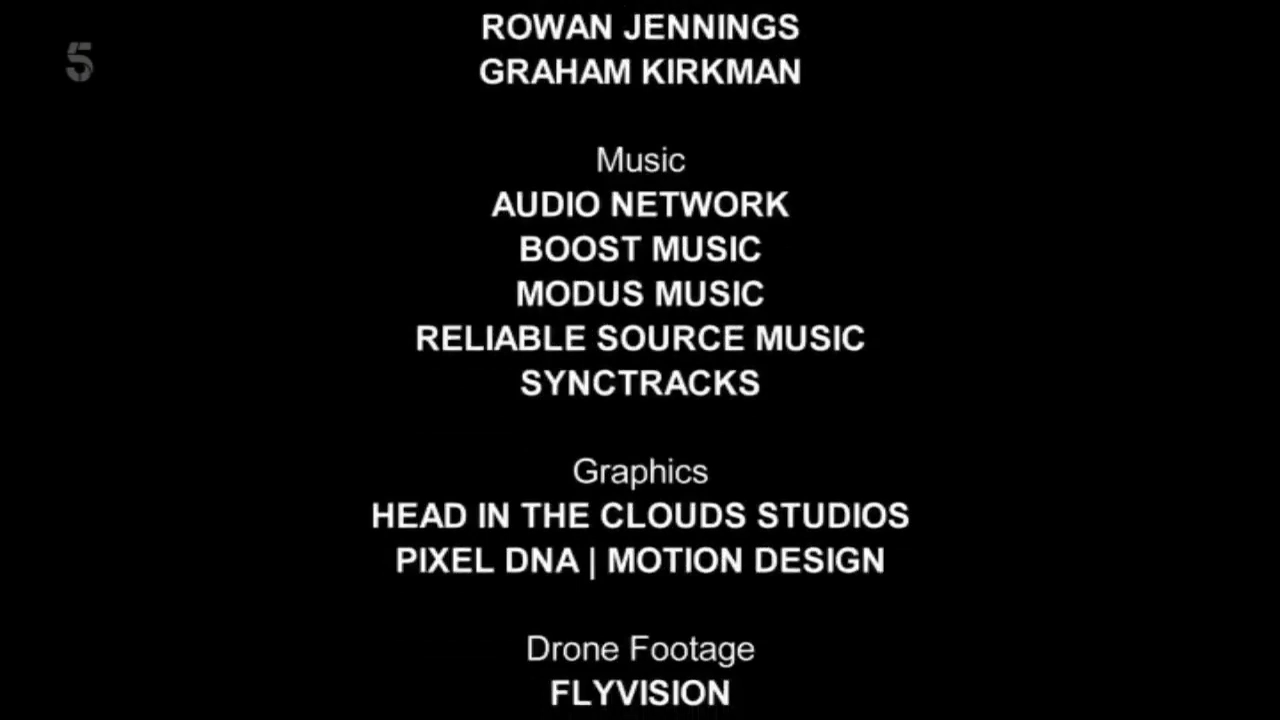 ROWAN JENNINGS
5
GRAHAM KIRKMAN
Music
AUDIO NETWORK
BOOST MUSIC
MODUS MUSIC
RELIABLE SOURCE MUSIC
SYNCTRACKS
Graphics
HEAD IN THE CLOUDS STUDIOS
PIXEL DNA | MOTION DESIGN
Drone Footage
FLYVISION